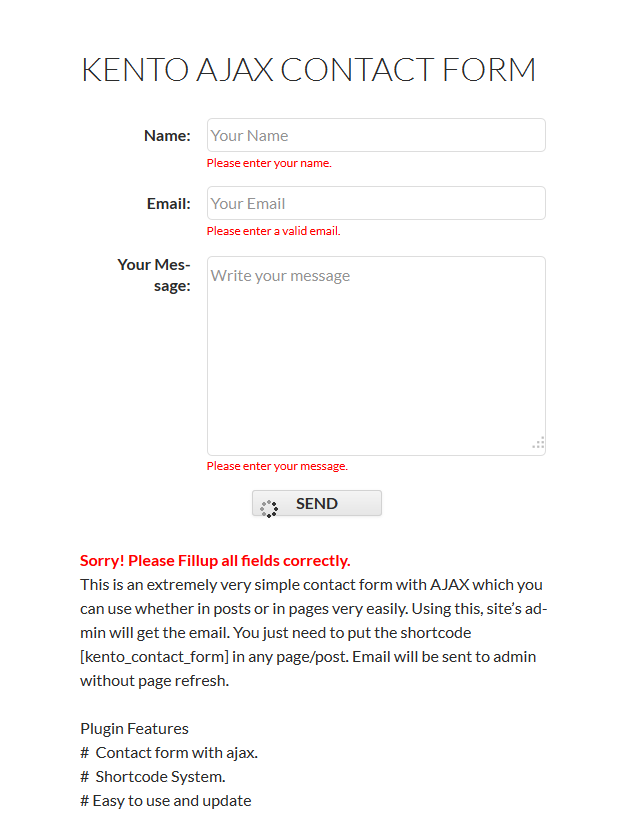 KENTO AJAX CONTACT FORM
Name:
Your Name
Please enter your name.
Email:
Your Email
Please enter a valid email.
Your Mes-
sage:
Write your message
Please enter your message.
SEND
Sorry! Please Fillup all fields correctly.
This is an extremely very simple contact form with AJAX which you
can use whether in posts or in pages very easily. Using this, site’s ad-
min will get the email. You just need to put the shortcode
[kento_contact_form] in any page/post. Email will be sent to admin
without page refresh.
Plugin Features
#  Contact form with ajax.
#  Shortcode System.
# Easy to use and update